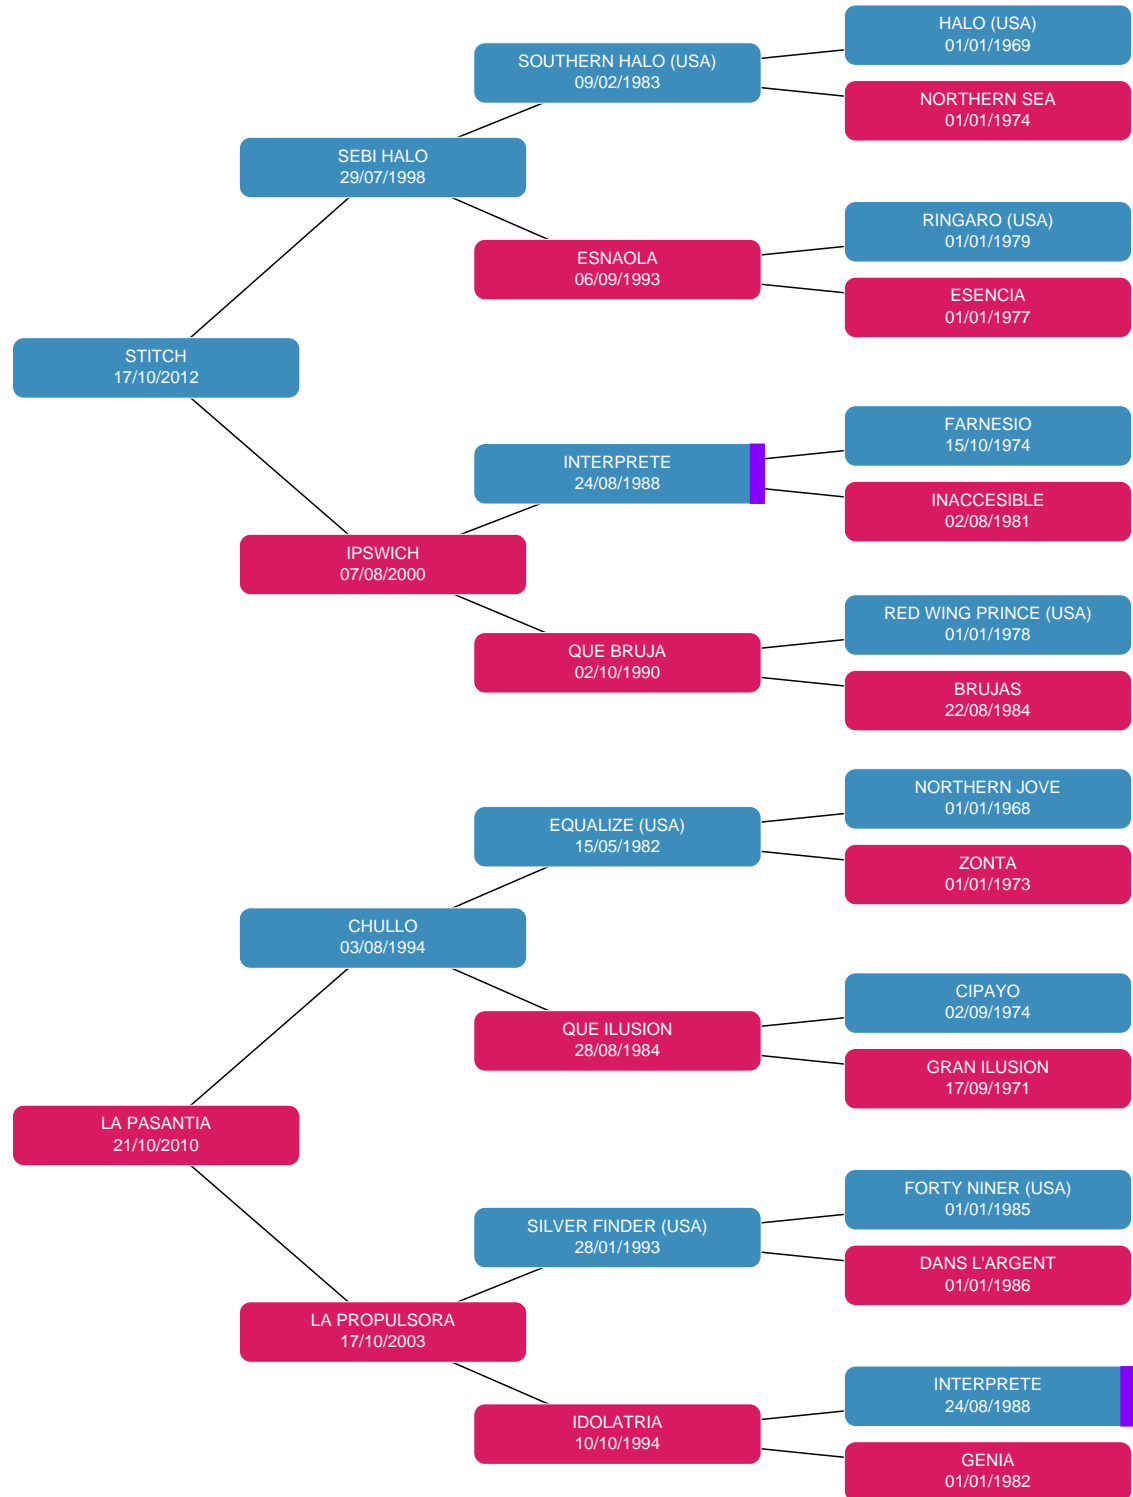 HALO (USA)
01/01/1969
SOUTHERN HALO (USA)
09/02/1983
NORTHERN SEA
01/01/1974
SEBI HALO
29/07/1998
RINGARO (USA)
01/01/1979
ESNAOLA
06/09/1993
ESENCIA
01/01/1977
STITCH
17/10/2012
FARNESIO
15/10/1974
INTERPRETE
24/08/1988
INACCESIBLE
02/08/1981
IPSWICH
07/08/2000
RED WING PRINCE (USA)
01/01/1978
QUE BRUJA
02/10/1990
BRUJAS
22/08/1984
NORTHERN JOVE
01/01/1968
EQUALIZE (USA)
15/05/1982
ZONTA
01/01/1973
CHULLO
03/08/1994
CIPAYO
02/09/1974
QUE ILUSION
28/08/1984
GRAN ILUSION
17/09/1971
LA PASANTIA
21/10/2010
FORTY NINER (USA)
01/01/1985
SILVER FINDER (USA)
28/01/1993
DANS L'ARGENT
01/01/1986
LA PROPULSORA
17/10/2003
INTERPRETE
24/08/1988
IDOLATRIA
10/10/1994
GENIA
01/01/1982